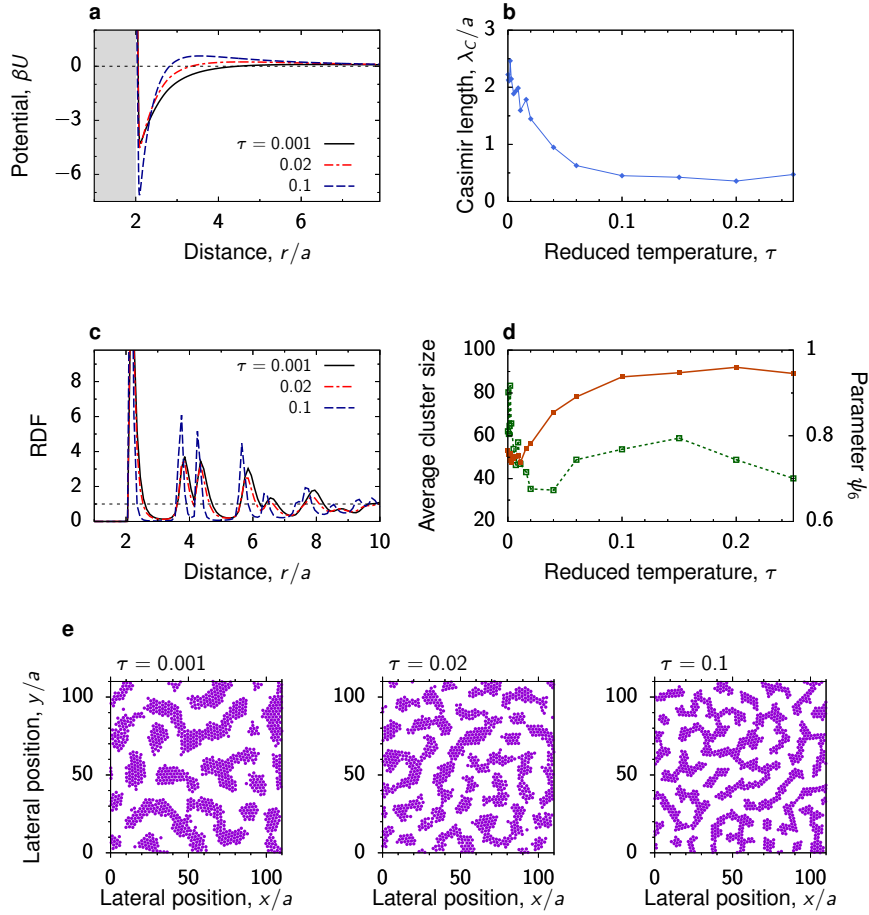 a
Potential, βU
0
−3
−6
τ = 0.001
0.02
0.1
2 4 6
Distance, r/a
b
Casimir length, λC/a
3
2
1
0
0 0.1 0.2
Reduced temperature, τ
c
RDF
8
6
4
2
0
τ = 0.001
0.02
0.1
2 4 6 8 10
Distance, r/a
d
Average cluster size
100
80
60
40
20
1
0.8
0.6
Parameter ψ6
0 0.1 0.2
Reduced temperature, τ
e
τ = 0.001 τ = 0.02 τ = 0.1
Lateral position, y/a
100 100 100
50 50 50
0 0 0
0 50 100 0 50 100 0 50 100
Lateral position, x/a Lateral position, x/a Lateral position, x/a